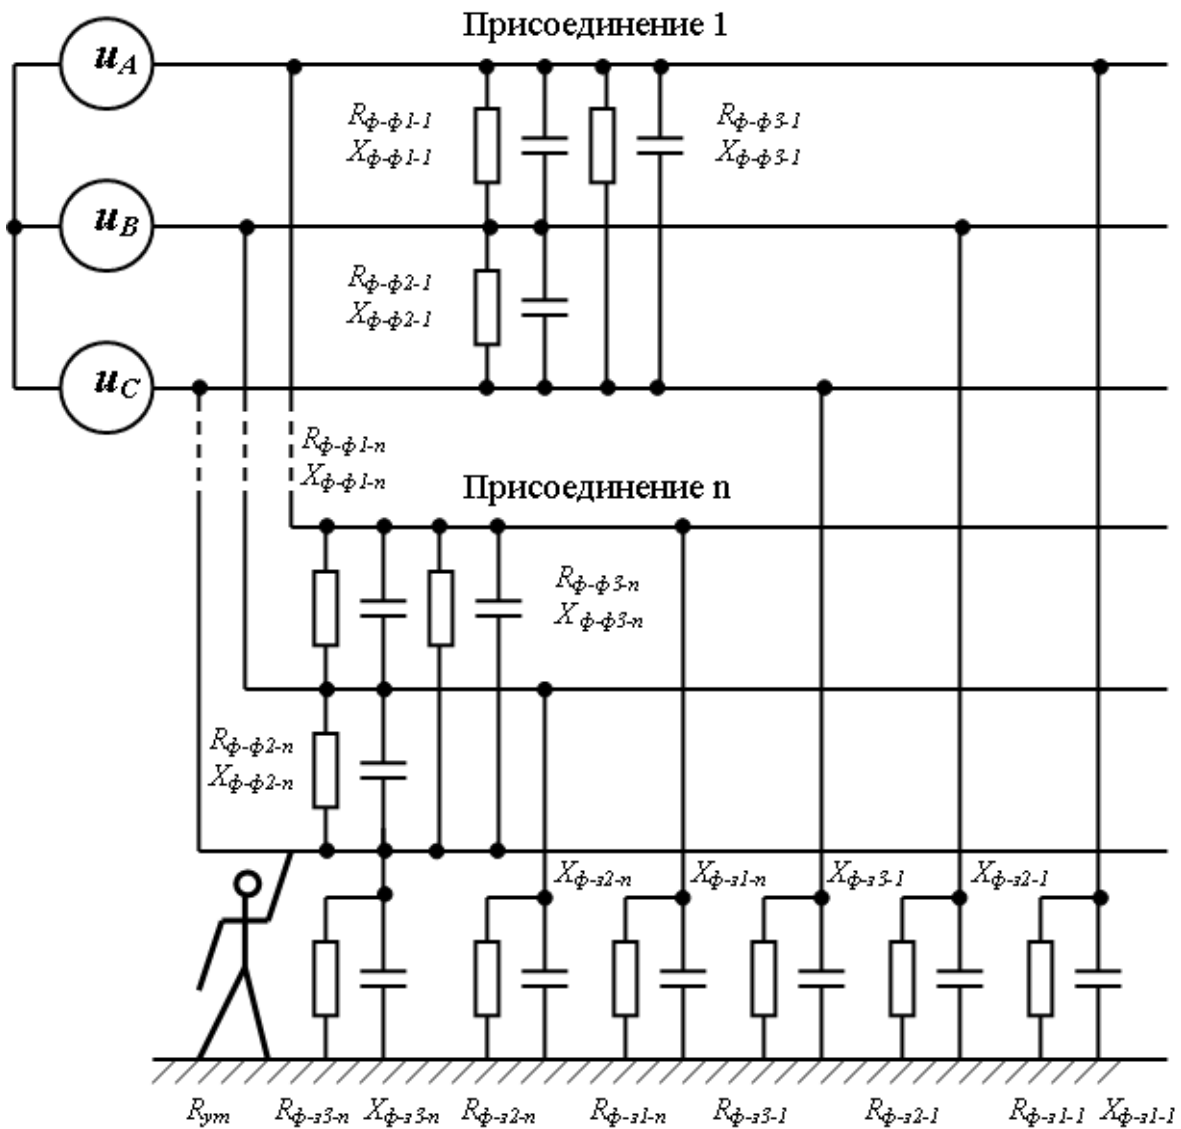 Присоединение 1
u_A
R_ф-ф1-1
X_ф-ф1-1
R_ф-ф3-1
X_ф-ф3-1
u_B
R_ф-ф2-1
X_ф-ф2-1
u_C
R_ф-ф1-n
X_ф-ф1-n
Присоединение n
R_ф-ф3-n
X_ф-ф3-n
R_ф-ф2-n
X_ф-ф2-n
X_ф-з2-n X_ф-з1-n X_ф-з3-1 X_ф-з2-1
R_ут R_ф-з3-n X_ф-з3-n R_ф-з2-n R_ф-з1-n R_ф-з3-1 R_ф-з2-1 R_ф-з1-1 X_ф-з1-1